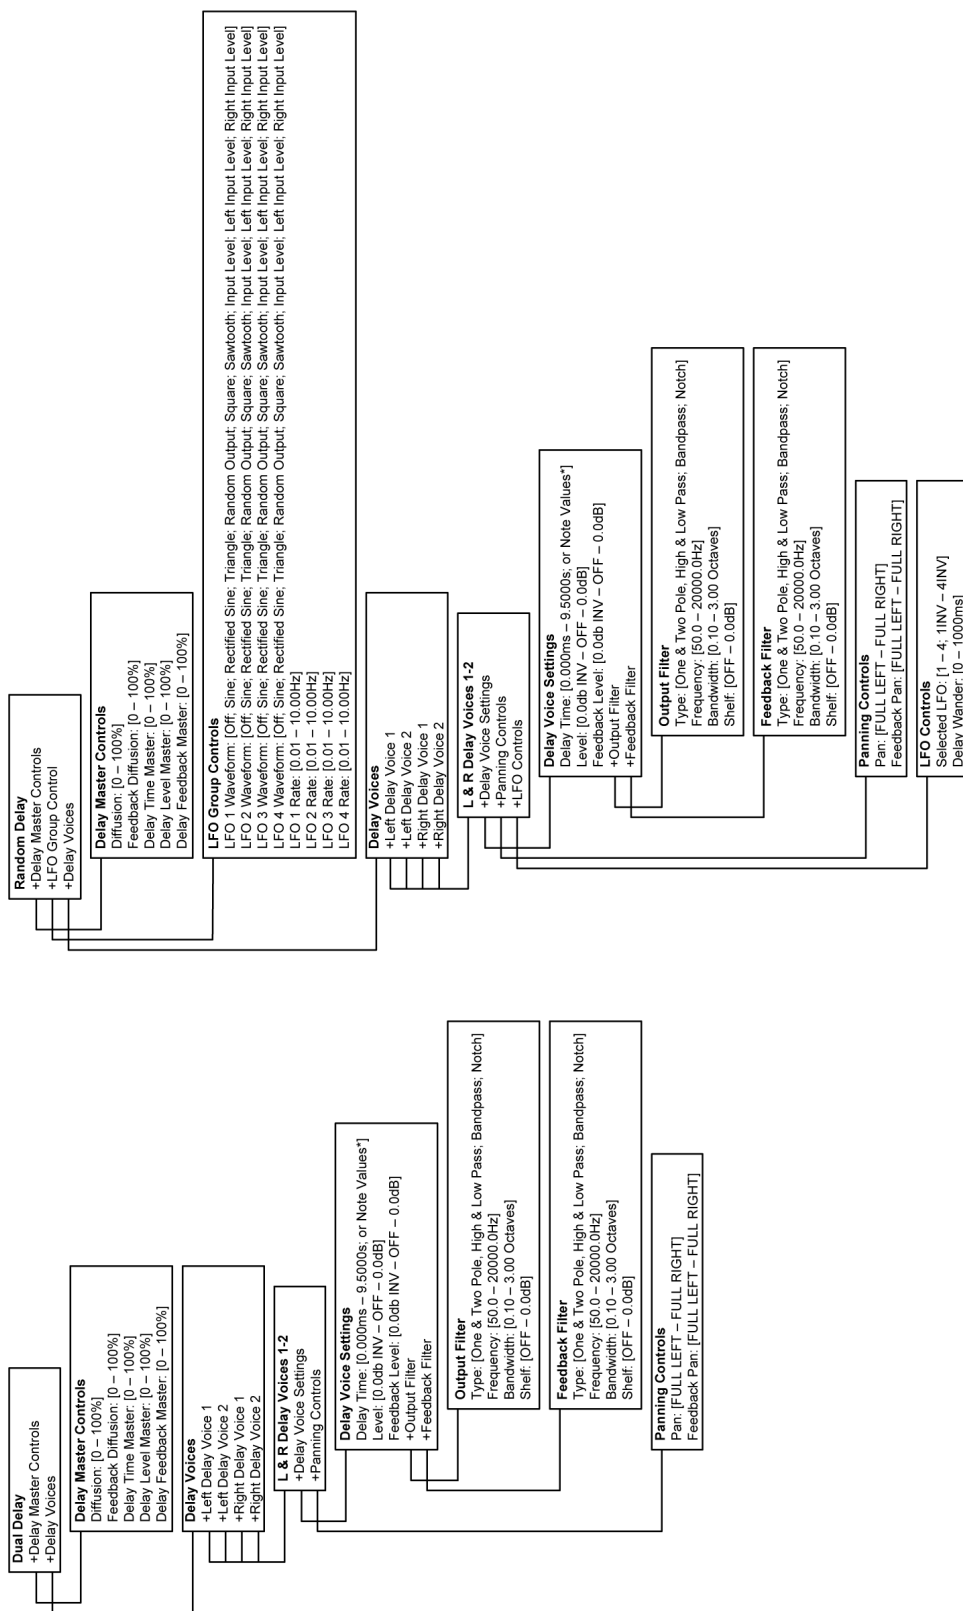 Dual Delay
+Delay Master Controls
+Delay Voices
Delay Master Controls
Diffusion: [0 – 100%]
Feedback Diffusion: [0 – 100%]
Delay Time Master: [0 – 100%]
Delay Level Master: [0 – 100%]
Delay Feedback Master: [0 – 100%]
Delay Voices
+Left Delay Voice 1
+Left Delay Voice 2
+Right Delay Voice 1
+Right Delay Voice 2
L & R Delay Voices 1-2
+Delay Voice Settings
+Panning Controls
Delay Voice Settings
Delay Time: [0.000ms – 9.5000s; or Note Values*]
Level: [0.0db INV – OFF – 0.0dB]
Feedback Level: [0.0db INV – OFF – 0.0dB]
+Output Filter
+Feedback Filter
Output Filter
Type: [One & Two Pole, High & Low Pass; Bandpass; Notch]
Frequency: [50.0 – 20000.0Hz]
Bandwidth: [0.10 – 3.00 Octaves]
Shelf: [OFF – 0.0dB]
Feedback Filter
Type: [One & Two Pole, High & Low Pass; Bandpass; Notch]
Frequency: [50.0 – 20000.0Hz]
Bandwidth: [0.10 – 3.00 Octaves]
Shelf: [OFF – 0.0dB]
Panning Controls
Pan: [FULL LEFT – FULL RIGHT]
Feedback Pan: [FULL LEFT – FULL RIGHT]
Random Delay
+Delay Master Controls
+LFO Group Control
+Delay Voices
Delay Master Controls
Diffusion: [0 – 100%]
Feedback Diffusion: [0 – 100%]
Delay Time Master: [0 – 100%]
Delay Level Master: [0 – 100%]
Delay Feedback Master: [0 – 100%]
LFO Group Controls
LFO 1 Waveform: [Off; Sine; Rectified Sine; Triangle; Random Output; Square; Sawtooth; Input Level; Left Input Level; Right Input Level]
LFO 2 Waveform: [Off; Sine; Rectified Sine; Triangle; Random Output; Square; Sawtooth; Input Level; Left Input Level; Right Input Level]
LFO 3 Waveform: [Off; Sine; Rectified Sine; Triangle; Random Output; Square; Sawtooth; Input Level; Left Input Level; Right Input Level]
LFO 4 Waveform: [Off; Sine; Rectified Sine; Triangle; Random Output; Square; Sawtooth; Input Level; Left Input Level; Right Input Level]
LFO 1 Rate: [0.01 – 10.00Hz]
LFO 2 Rate: [0.01 – 10.00Hz]
LFO 3 Rate: [0.01 – 10.00Hz]
LFO 4 Rate: [0.01 – 10.00Hz]
Delay Voices
+Left Delay Voice 1
+Left Delay Voice 2
+Right Delay Voice 1
+Right Delay Voice 2
L & R Delay Voices 1-2
+Delay Voice Settings
+Panning Controls
+LFO Controls
Delay Voice Settings
Delay Time: [0.000ms – 9.5000s; or Note Values*]
Level: [0.0db INV – OFF – 0.0dB]
Feedback Level: [0.0db INV – OFF – 0.0dB]
+Output Filter
+Feedback Filter
Output Filter
Type: [One & Two Pole, High & Low Pass; Bandpass; Notch]
Frequency: [50.0 – 20000.0Hz]
Bandwidth: [0.10 – 3.00 Octaves]
Shelf: [OFF – 0.0dB]
Feedback Filter
Type: [One & Two Pole, High & Low Pass; Bandpass; Notch]
Frequency: [50.0 – 20000.0Hz]
Bandwidth: [0.10 – 3.00 Octaves]
Shelf: [OFF – 0.0dB]
Panning Controls
Pan: [FULL LEFT – FULL RIGHT]
Feedback Pan: [FULL LEFT – FULL RIGHT]
LFO Controls
Selected LFO: [1 – 4; 1INV – 4INV]
Delay Wander: [0 – 1000ms]